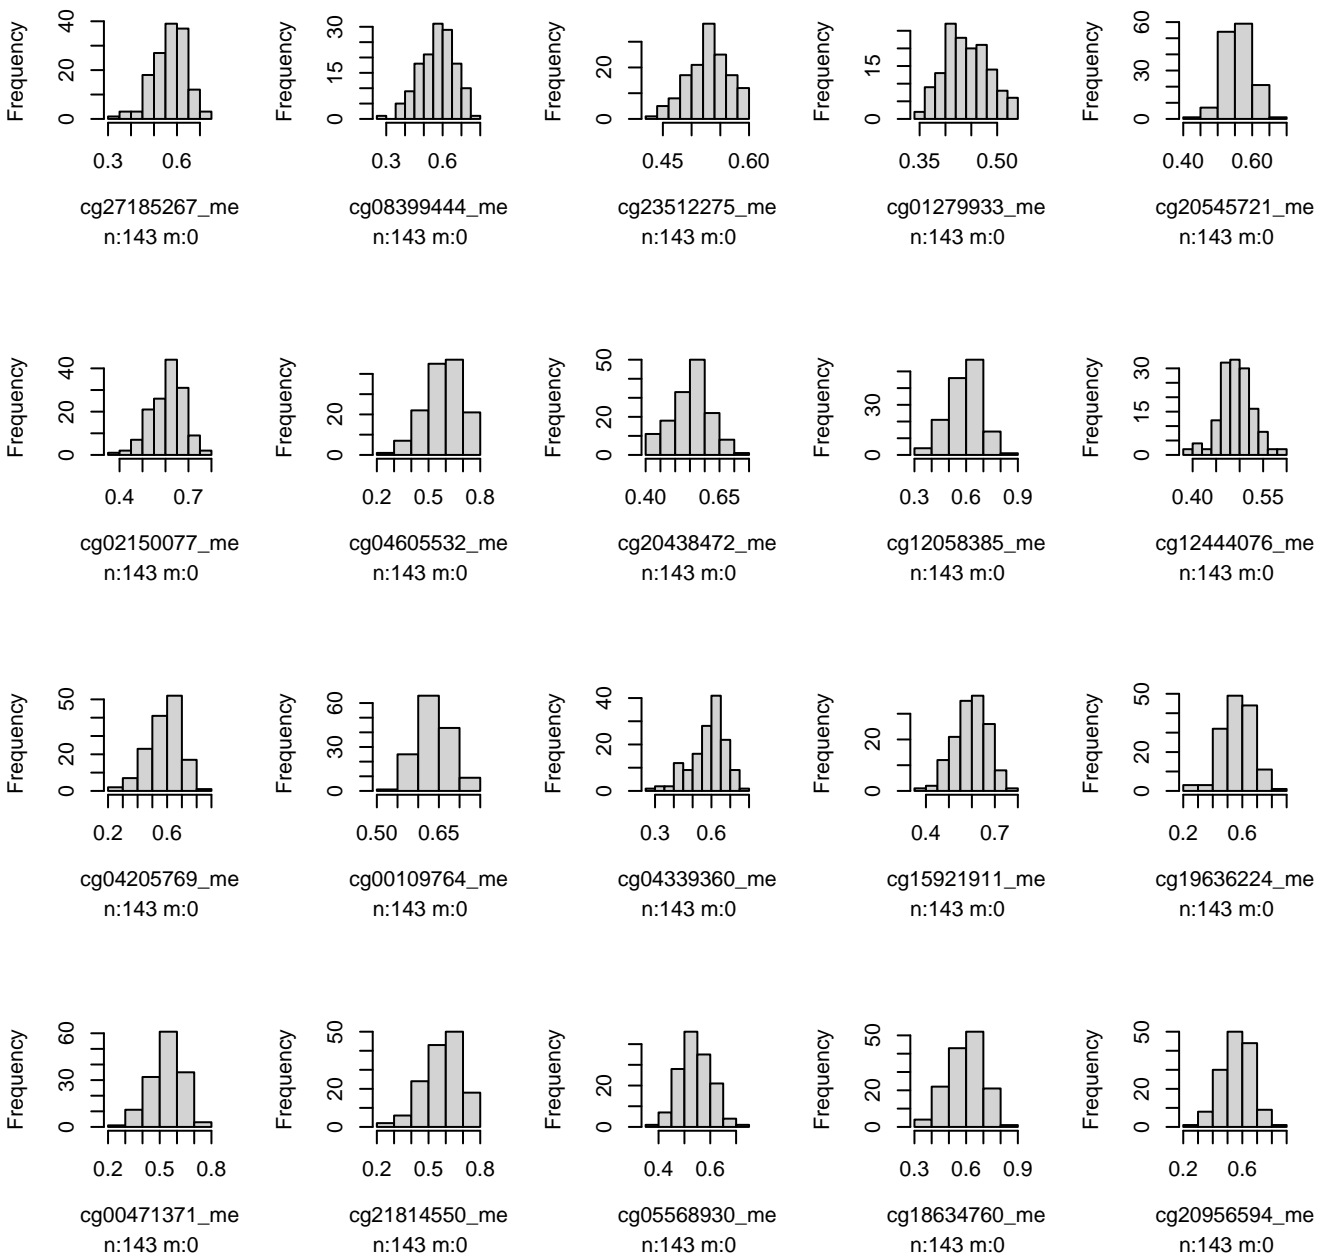 Frequency
0 20 40
0.3 0.6
cg27185267_me
n:143 m:0
Frequency
0 15 30
0.3 0.6
cg08399444_me
n:143 m:0
Frequency
0 20
0.45 0.60
cg23512275_me
n:143 m:0
Frequency
0 15
0.35 0.50
cg01279933_me
n:143 m:0
Frequency
0 30 60
0.40 0.60
cg20545721_me
n:143 m:0
Frequency
0 20 40
0.4 0.7
cg02150077_me
n:143 m:0
Frequency
0 20
0.2 0.5 0.8
cg04605532_me
n:143 m:0
Frequency
0 20 50
0.40 0.65
cg20438472_me
n:143 m:0
Frequency
0 30
0.3 0.6 0.9
cg12058385_me
n:143 m:0
Frequency
0 15 30
0.40 0.55
cg12444076_me
n:143 m:0
Frequency
0 20 50
0.2 0.6
cg04205769_me
n:143 m:0
Frequency
0 30 60
0.50 0.65
cg00109764_me
n:143 m:0
Frequency
0 20 40
0.3 0.6
cg04339360_me
n:143 m:0
Frequency
0 20
0.4 0.7
cg15921911_me
n:143 m:0
Frequency
0 20 50
0.2 0.6
cg19636224_me
n:143 m:0
Frequency
0 30 60
0.2 0.5 0.8
cg00471371_me
n:143 m:0
Frequency
0 20 50
0.2 0.5 0.8
cg21814550_me
n:143 m:0
Frequency
0 20
0.4 0.6
cg05568930_me
n:143 m:0
Frequency
0 20 50
0.3 0.6 0.9
cg18634760_me
n:143 m:0
Frequency
0 20 50
0.2 0.6
cg20956594_me
n:143 m:0